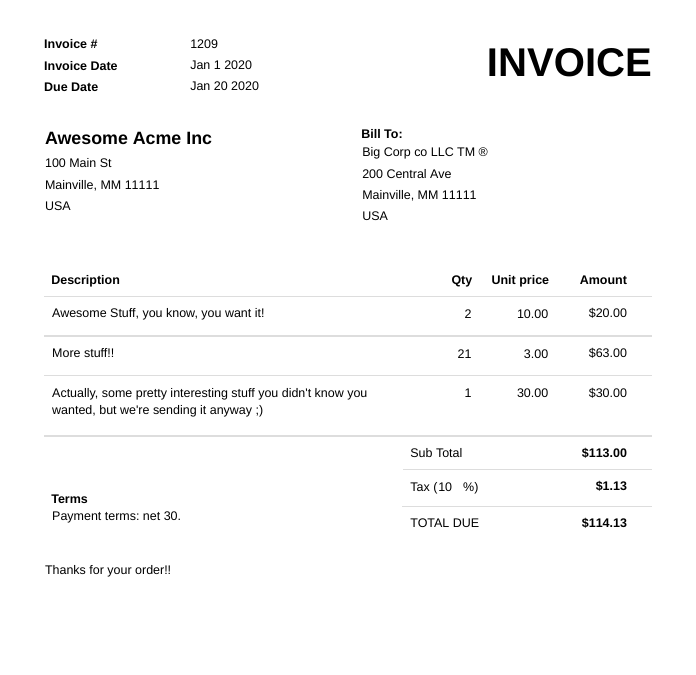 Invoice # 1209
Invoice Date Jan 1 2020
Due Date Jan 20 2020
INVOICE
Awesome Acme Inc
100 Main St
Mainville, MM 11111
USA
Bill To:
Big Corp co LLC TM ®
200 Central Ave
Mainville, MM 11111
USA
Description Qty Unit price Amount
Awesome Stuff, you know, you want it! 2 10.00 $20.00
More stuff!! 21 3.00 $63.00
Actually, some pretty interesting stuff you didn't know you 1 30.00 $30.00
wanted, but we're sending it anyway ;)
Sub Total $113.00
Tax (10 %) $1.13
TOTAL DUE $114.13
Terms
Payment terms: net 30.
Thanks for your order!!